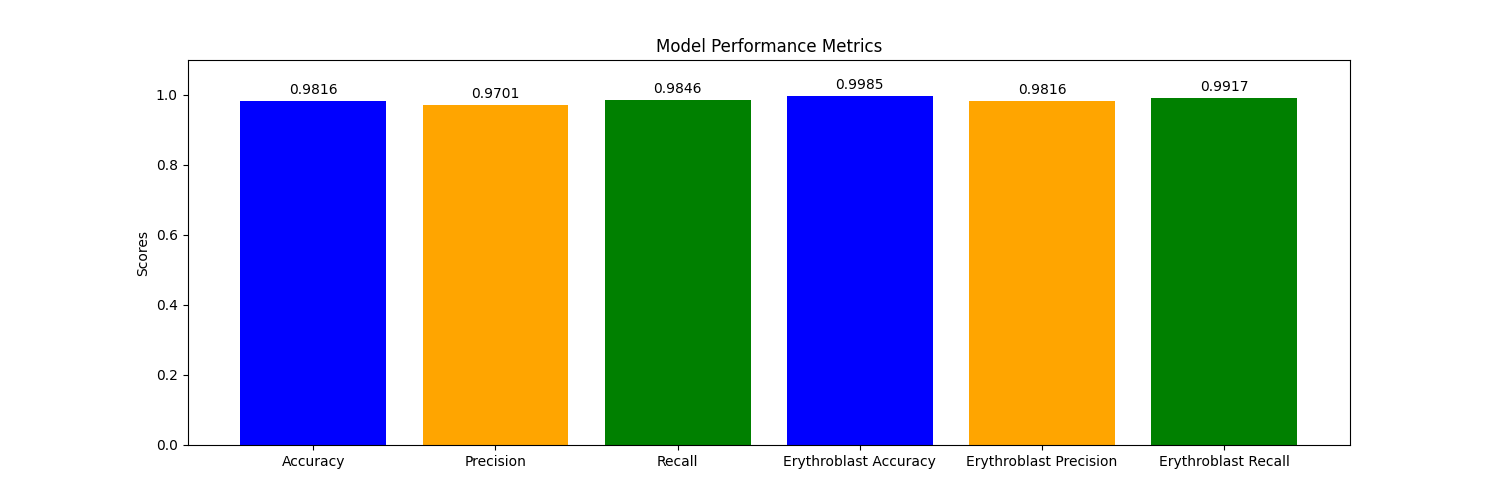 Model Performance Metrics
0.9816
0.9701
0.9846
0.9985
0.9816
0.9917
1.0
0.8
0.6
0.4
0.2
0.0
Scores
Accuracy
Precision
Recall
Erythroblast Accuracy
Erythroblast Precision
Erythroblast Recall